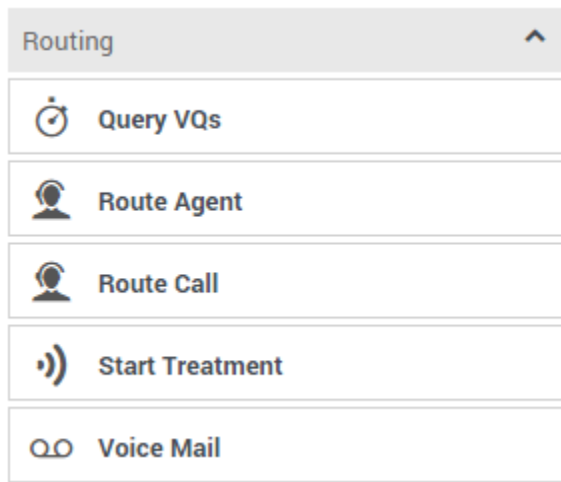 Routing
Query VQs
Route Agent
Route Call
Start Treatment
Voice Mail